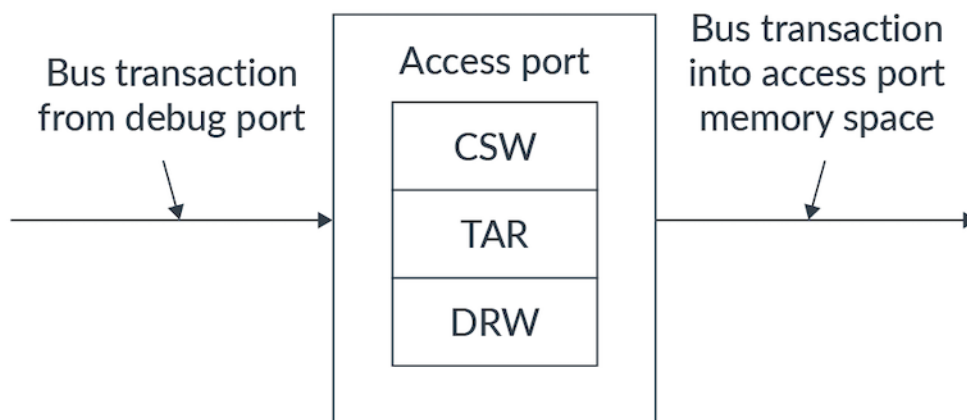 Bus transaction
from debug port
Access port
CSW
TAR
DRW
Bus transaction
into access port
memory space